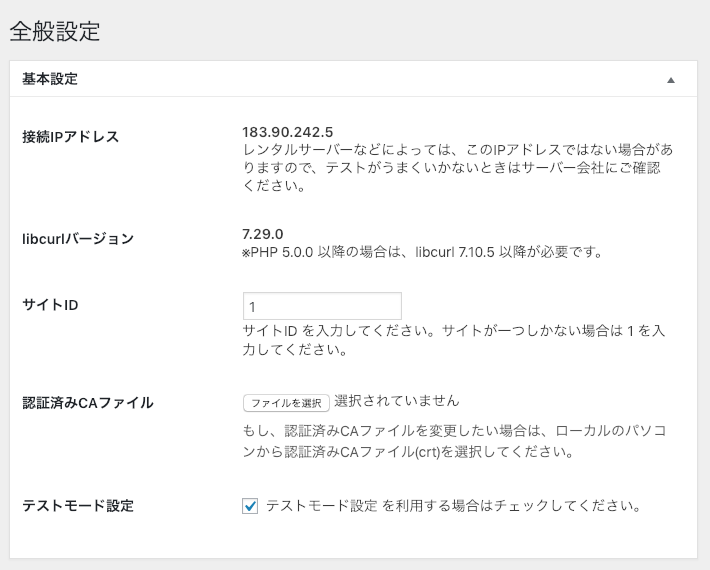 全般設定
基本設定
接続IPアドレス
183.90.242.5
レンタルサーバーなどによっては、このIPアドレスではない場合があ
りますので、テストがうまくいかないときはサーバー会社にご確認
ください。
libcurlバージョン
7.29.0
※PHP 5.0.0 以降の場合は、libcurl 7.10.5 以降が必要です。
サイトID
1
サイトID を入力してください。サイトが一つしかない場合は 1 を入
力してください。
認証済みCAファイル
ファイルを選択 選択されていません
もし、認証済みCAファイルを変更したい場合は、ローカルのパソコ
ンから認証済みCAファイル(crt)を選択してください。
テストモード設定
テストモード設定 を利用する場合はチェックしてください。